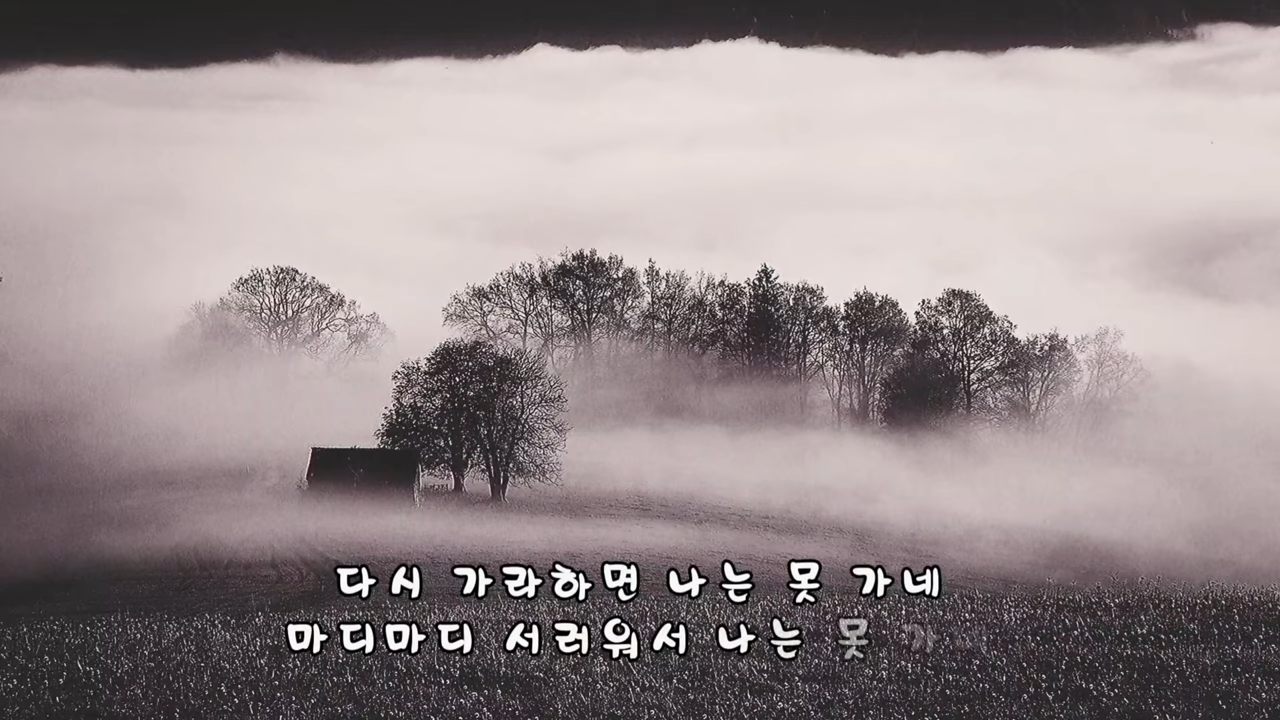 다시 가라하면 나는 못 가네
마디마디 서러워서 나는 못 가